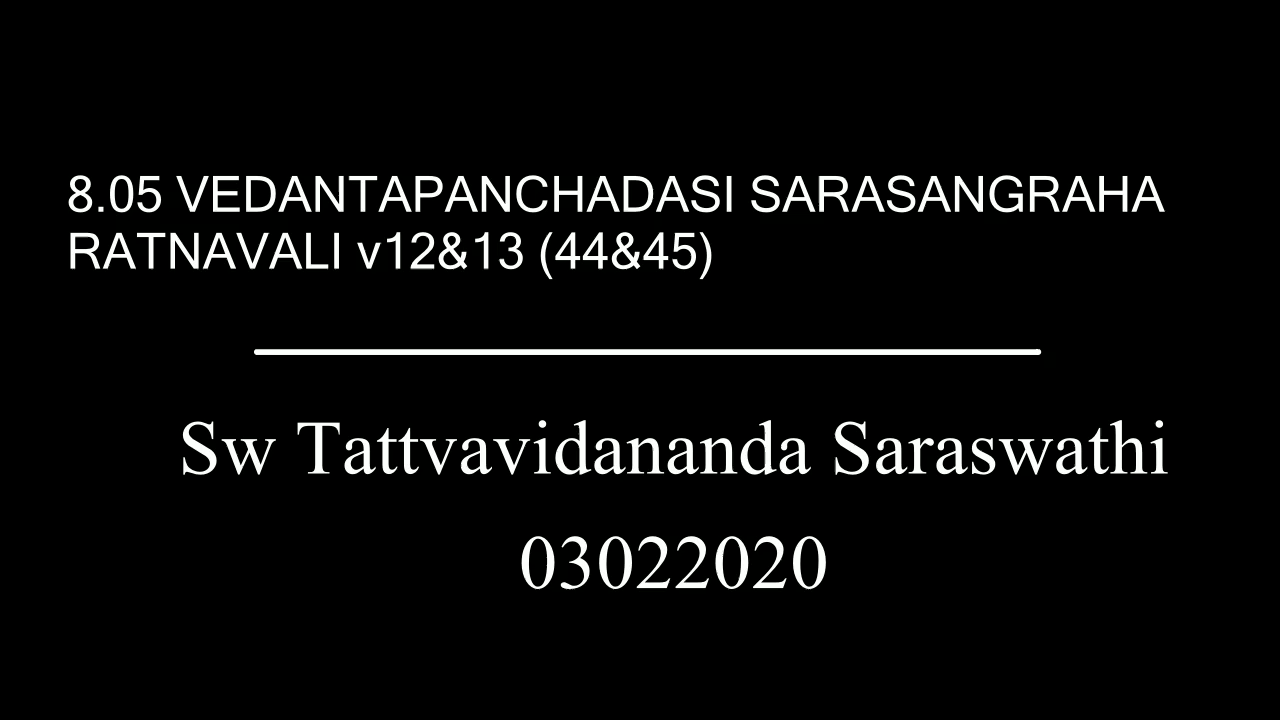 8.05 VEDANTAPANCHADASI SARASANGRAHA
RATNAVALI v12&13 (44&45)
Sw Tattvavidananda Saraswathi
03022020